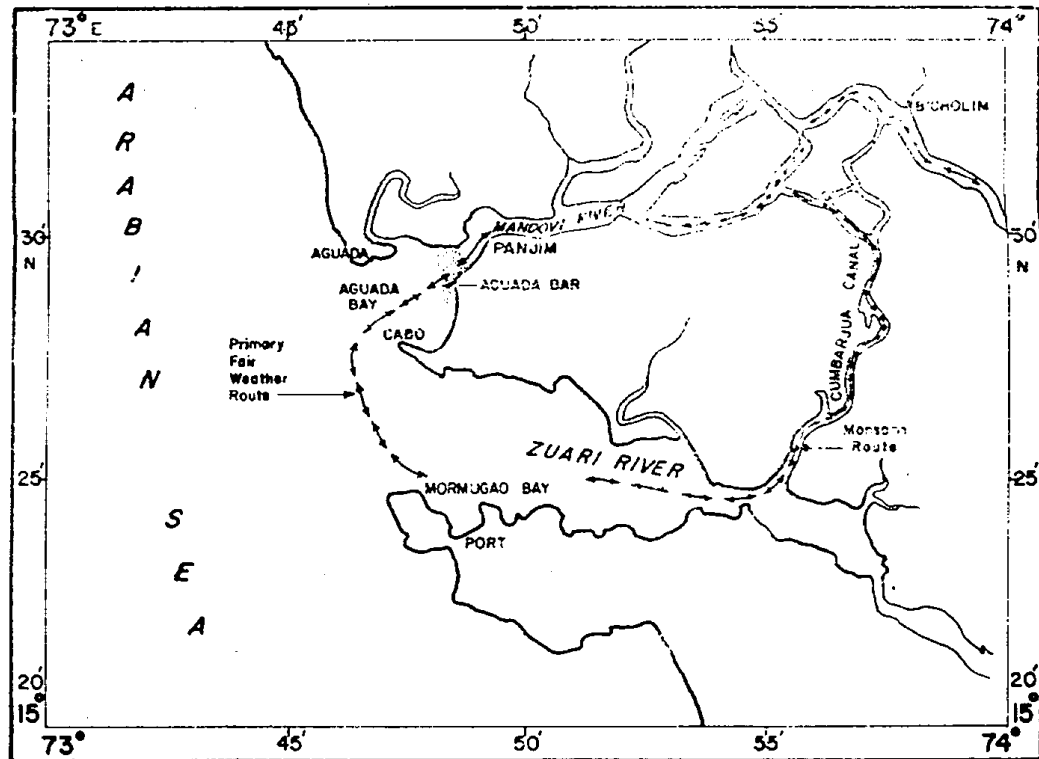 73° E
45'
50'
55'
74°
ARABIAN SEA
BICHOLIM
30'
N
MANDOVI RIVER
PANJIM
50'
N
AGUADA
AGUADA
BAY
AGUADA BAR
CABO
CUMBARJUA CANAL
Primary
Fair
Weather
Route
Monsoon
Route
ZUARI RIVER
25'
MORMUGAO BAY
25'
PORT
20'
15°
20'
15°
73°
45'
50'
55'
74°